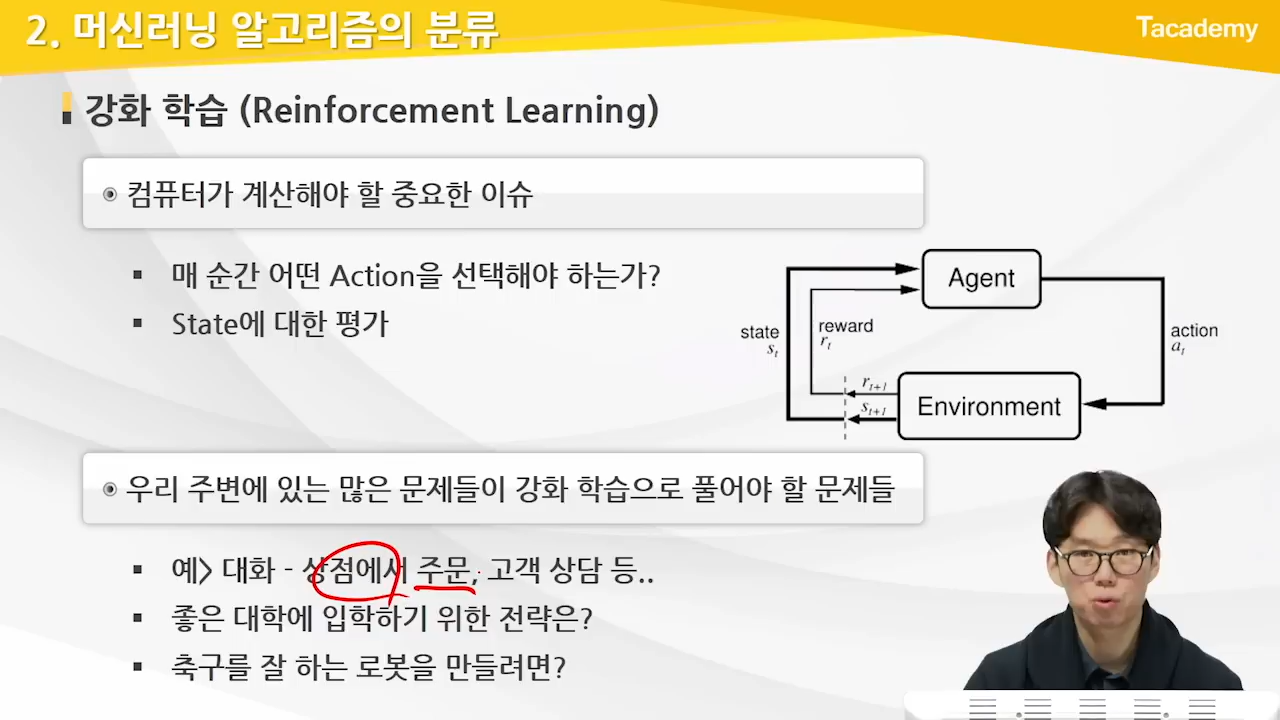 2. 머신러닝 알고리즘의 분류
Tacademy
강화 학습 (Reinforcement Learning)
컴퓨터가 계산해야 할 중요한 이슈
매 순간 어떤 Action을 선택해야 하는가?
State에 대한 평가
Agent
state
s_t
reward
r_t
action
a_t
r_{t+1}
s_{t+1}
Environment
우리 주변에 있는 많은 문제들이 강화 학습으로 풀어야 할 문제들
예> 대화 - 상점에서 주문, 고객 상담 등..
좋은 대학에 입학하기 위한 전략은?
축구를 잘 하는 로봇을 만들려면?